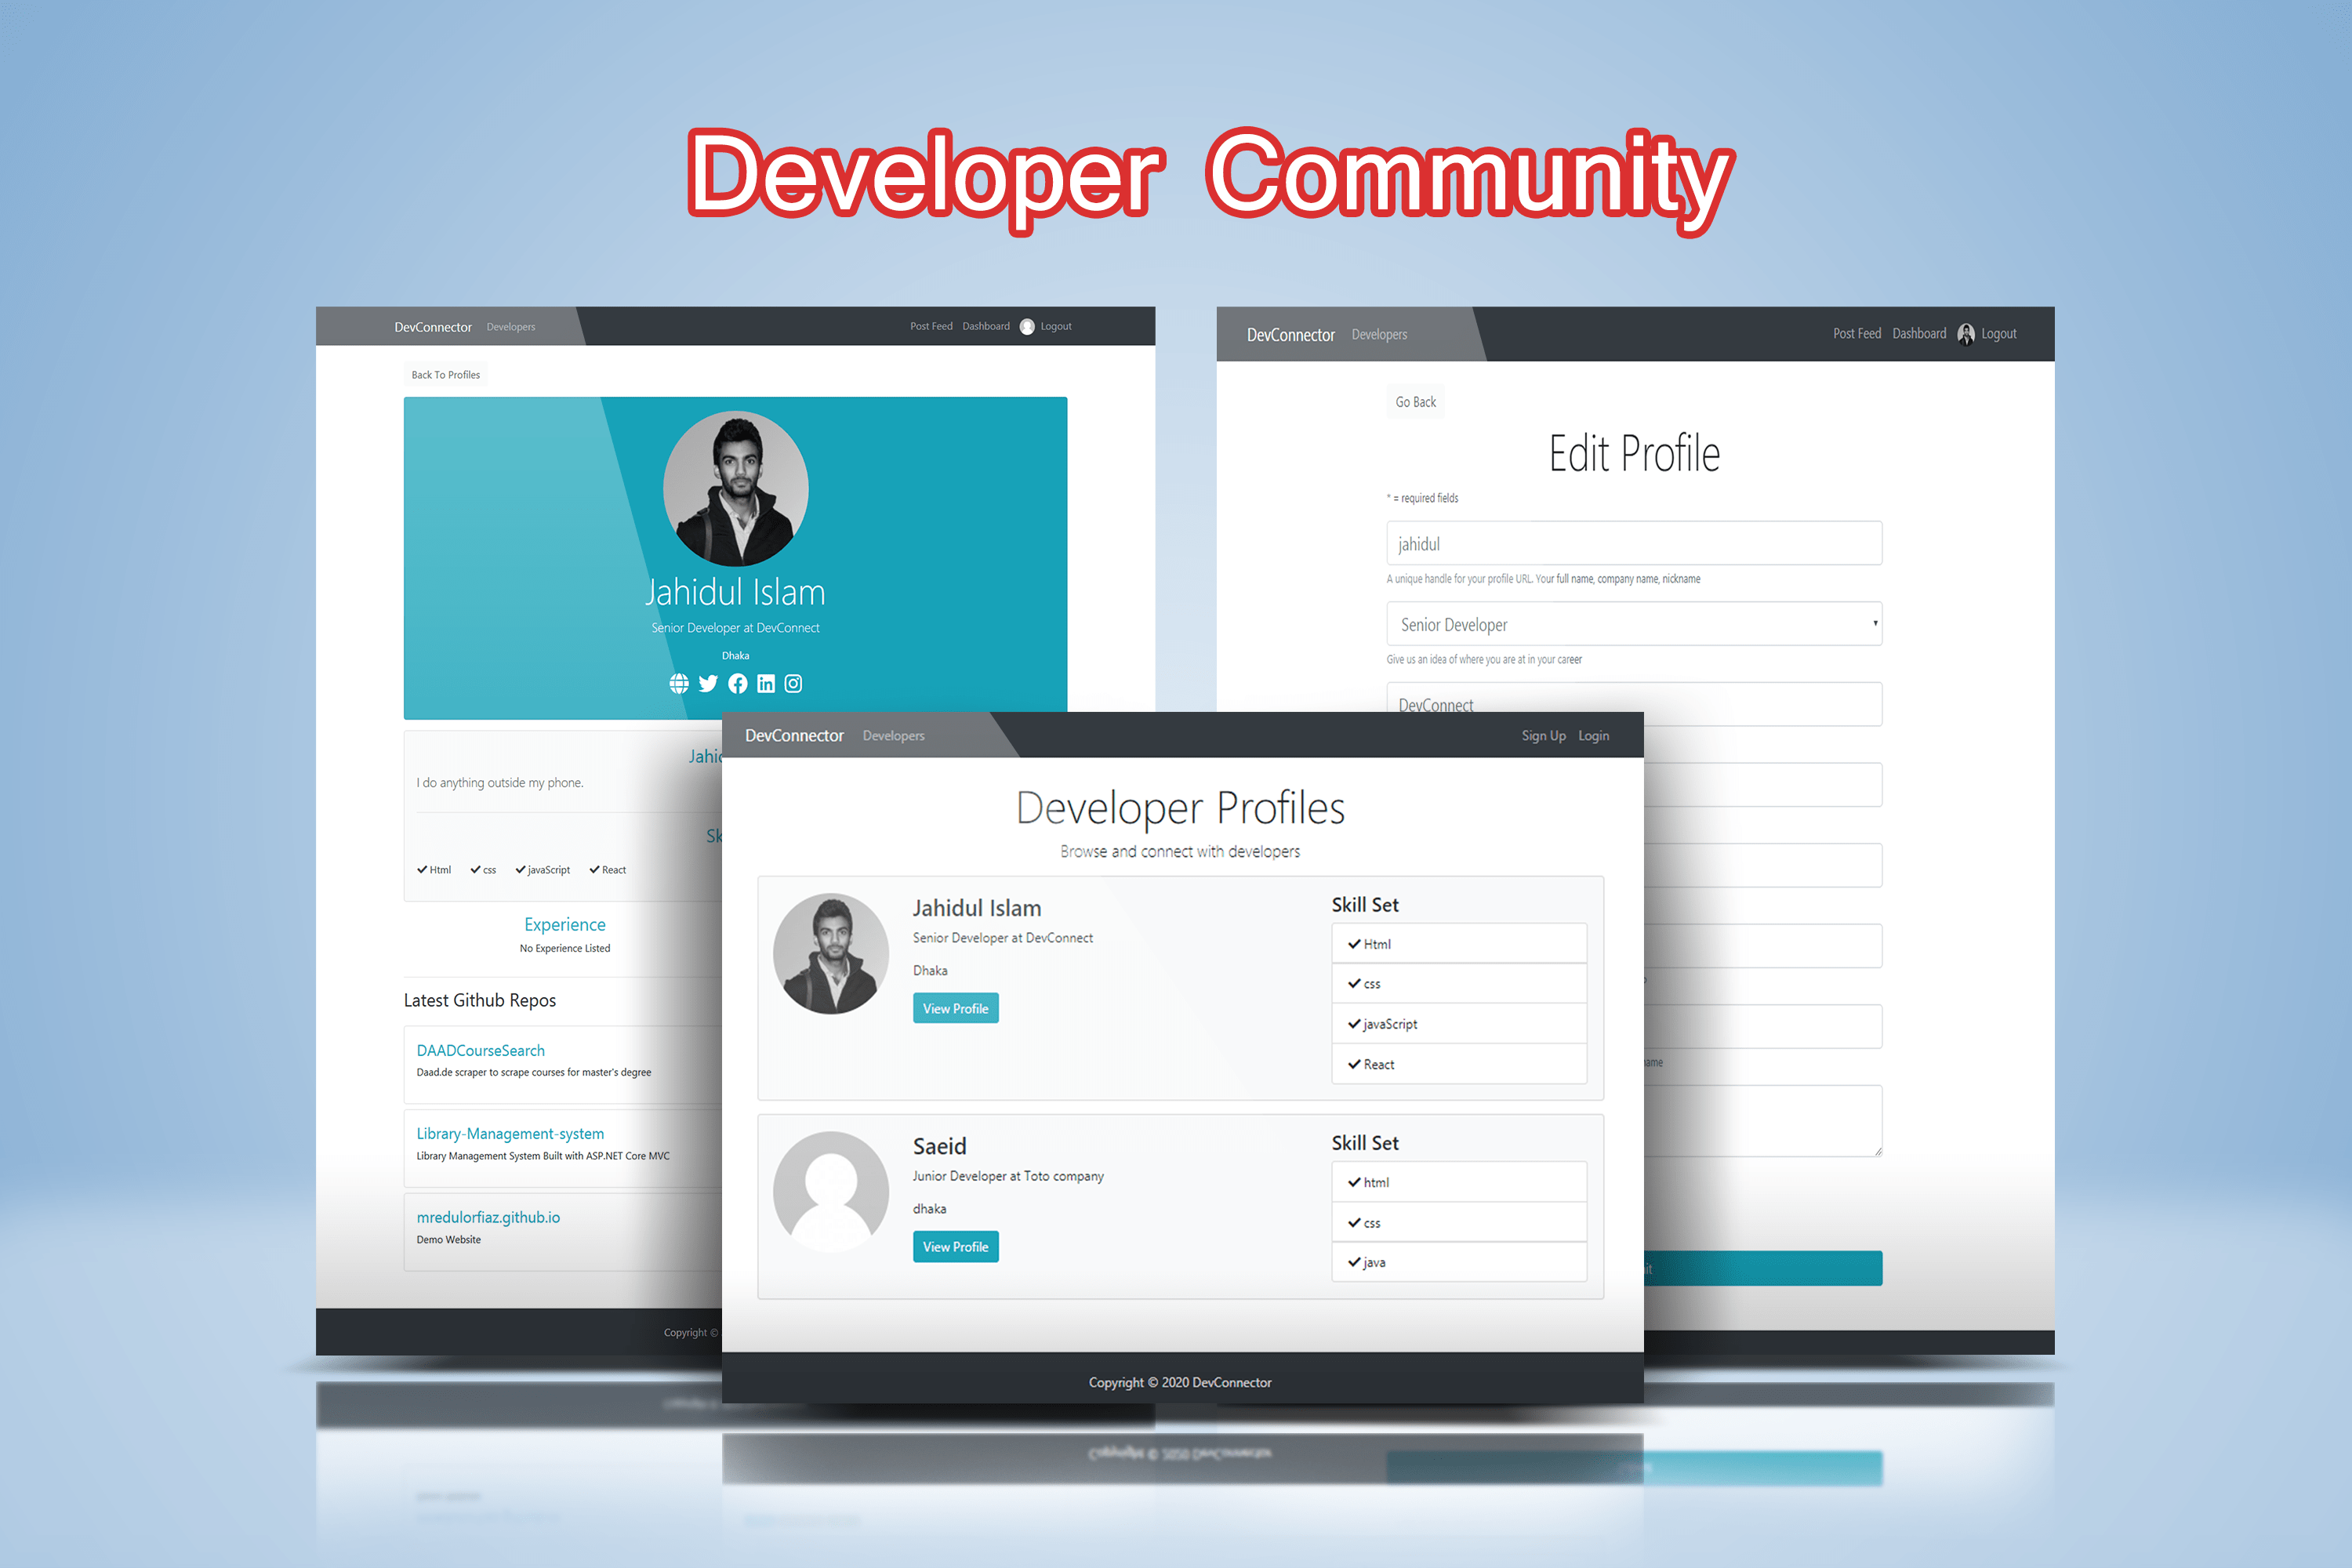 Developer Community
DevConnector Developers Post Feed Dashboard Logout
Back To Profiles
Jahidul Islam
Senior Developer at DevConnect
Dhaka
I do anything outside my phone.
Html css javaScript React
Experience
No Experience Listed
Latest Github Repos
DAADCourseSearch
Daad.de scraper to scrape courses for master's degree
Library-Management-system
Library Management System Built with ASP.NET Core MVC
mredulorfiaz.github.io
Demo Website
Copyright ©
DevConnector Developers Post Feed Dashboard Logout
Go Back
Edit Profile
* = required fields
jahidul
A unique handle for your profile URL. Your full name, company name, nickname
Senior Developer
Give us an idea of where you are at in your career
DevConnect
DevConnector Developers Sign Up Login
Developer Profiles
Browse and connect with developers
Jahidul Islam
Senior Developer at DevConnect
Dhaka
View Profile
Skill Set
Html
css
javaScript
React
Saeid
Junior Developer at Toto company
dhaka
View Profile
Skill Set
html
css
java
Copyright © 2020 DevConnector